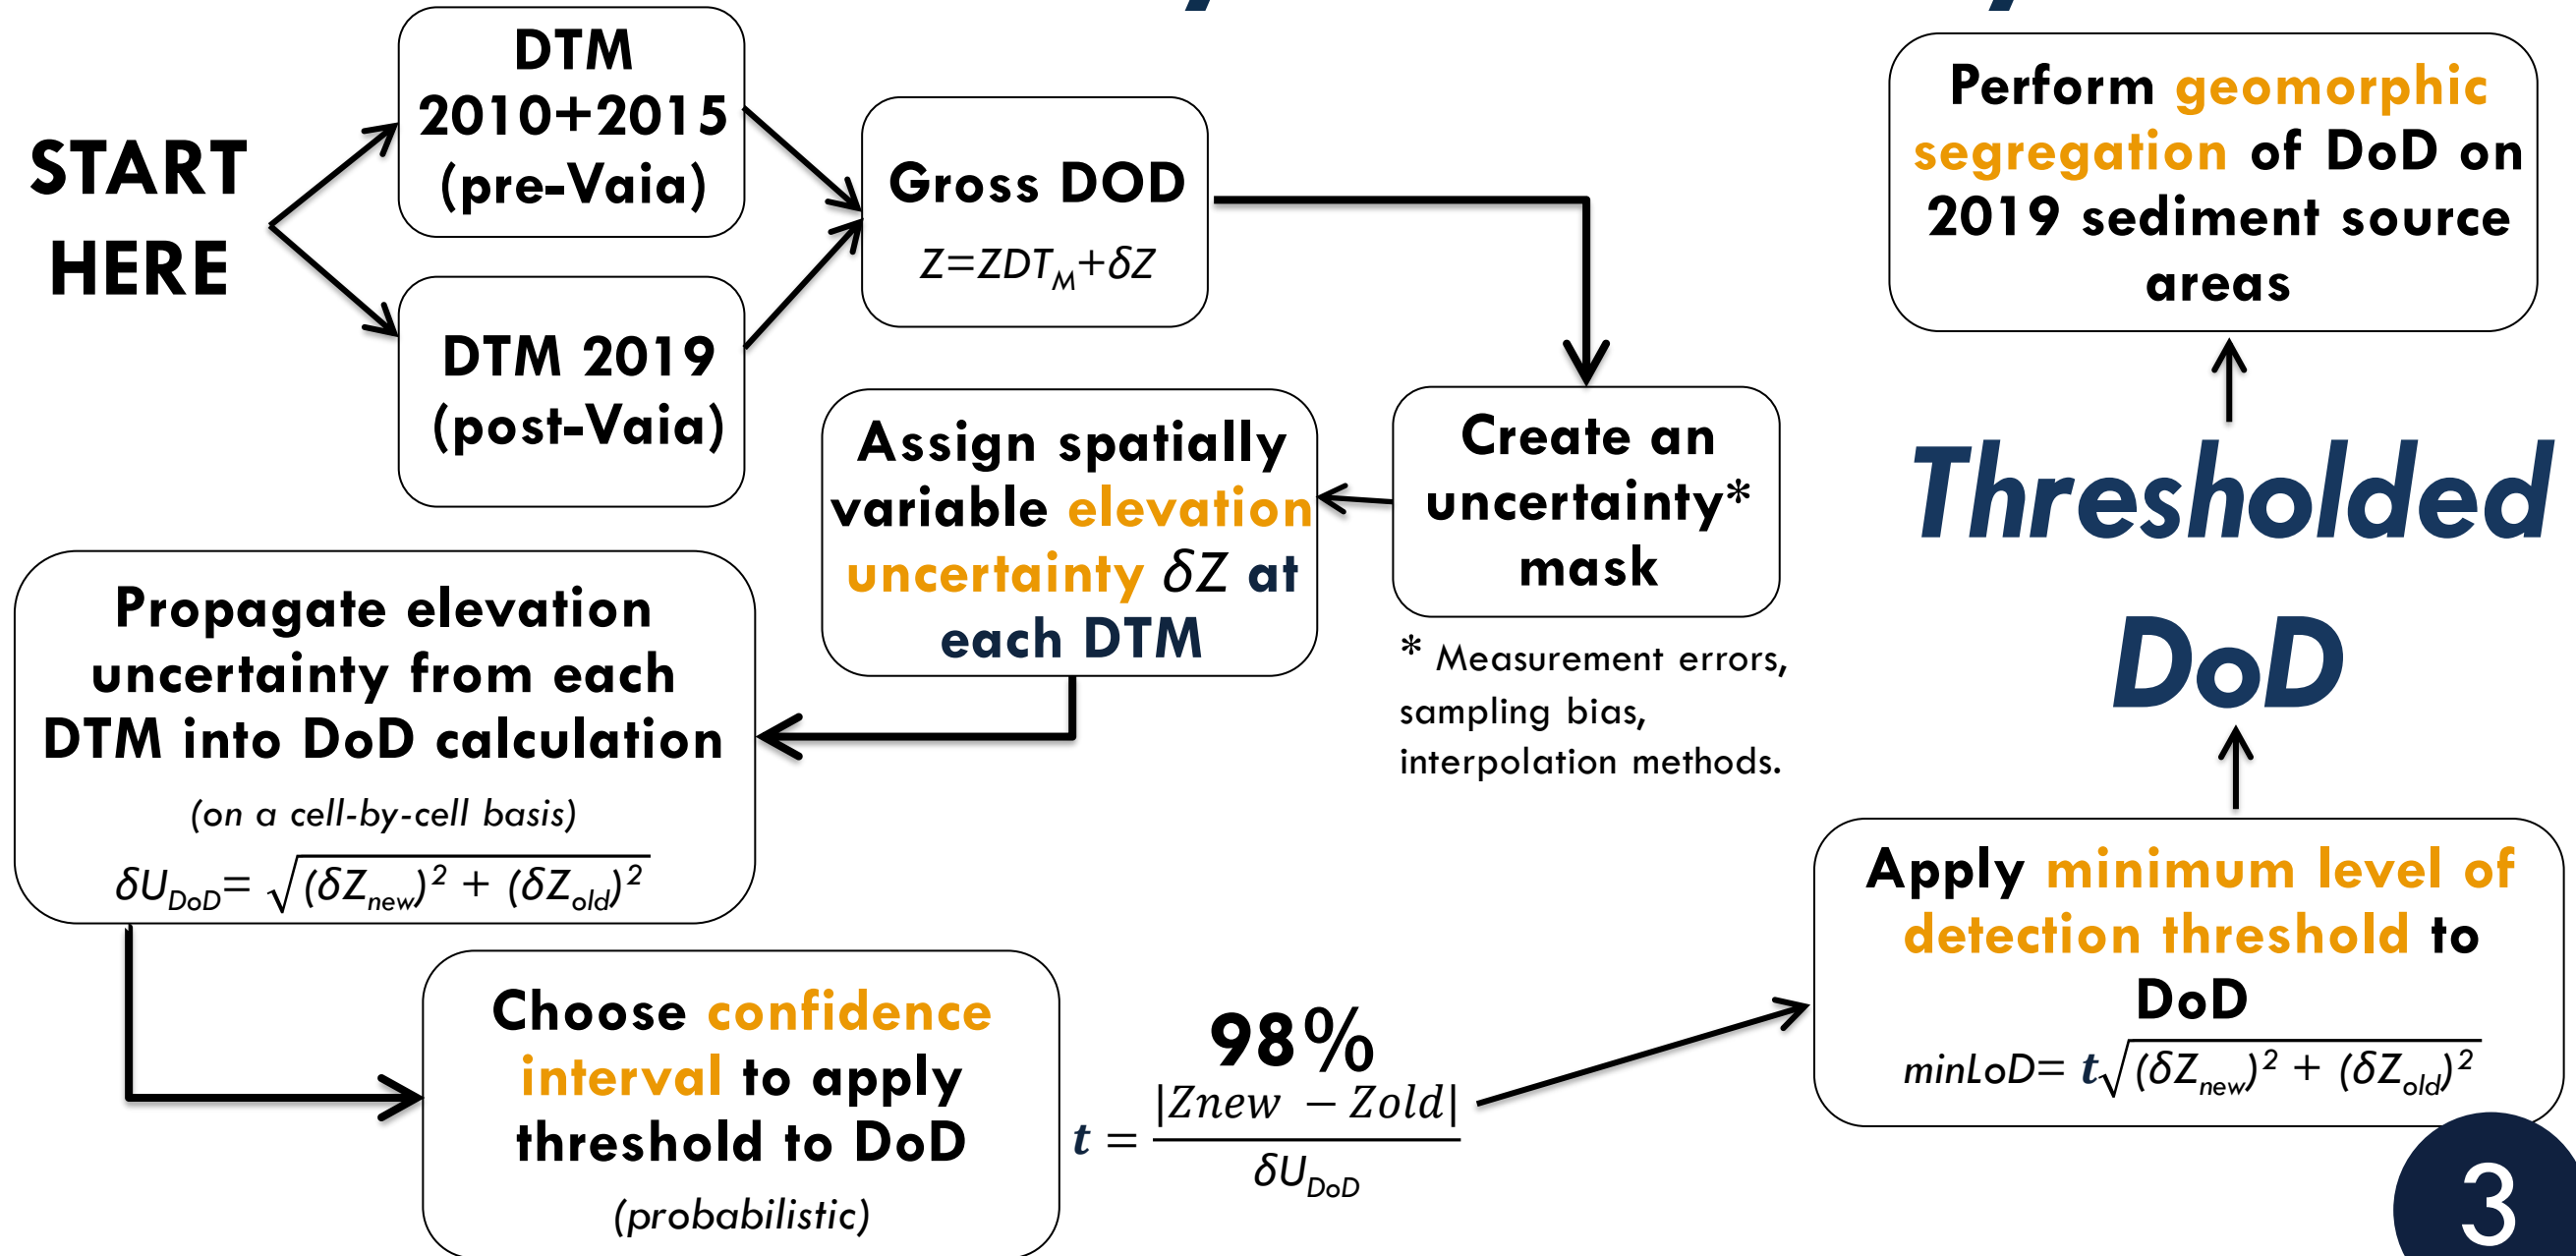 START
HERE
DTM
2010+2015
(pre-Vaia)
DTM 2019
(post-Vaia)
Gross DOD
Z=ZDT_M+δZ
Create an
uncertainty*
mask
* Measurement errors,
sampling bias,
interpolation methods.
Assign spatially
variable elevation
uncertainty δZ at
each DTM
Propagate elevation
uncertainty from each
DTM into DoD calculation
(on a cell-by-cell basis)
δU_DoD= √(δZ_new)² + (δZ_old)²
Choose confidence
interval to apply
threshold to DoD
(probabilistic)
98%
t = |Znew − Zold| / δU_DoD
Apply minimum level of
detection threshold to
DoD
minLoD= t√(δZ_new)² + (δZ_old)²
Thresholded
DoD
Perform geomorphic
segregation of DoD on
2019 sediment source
areas
3